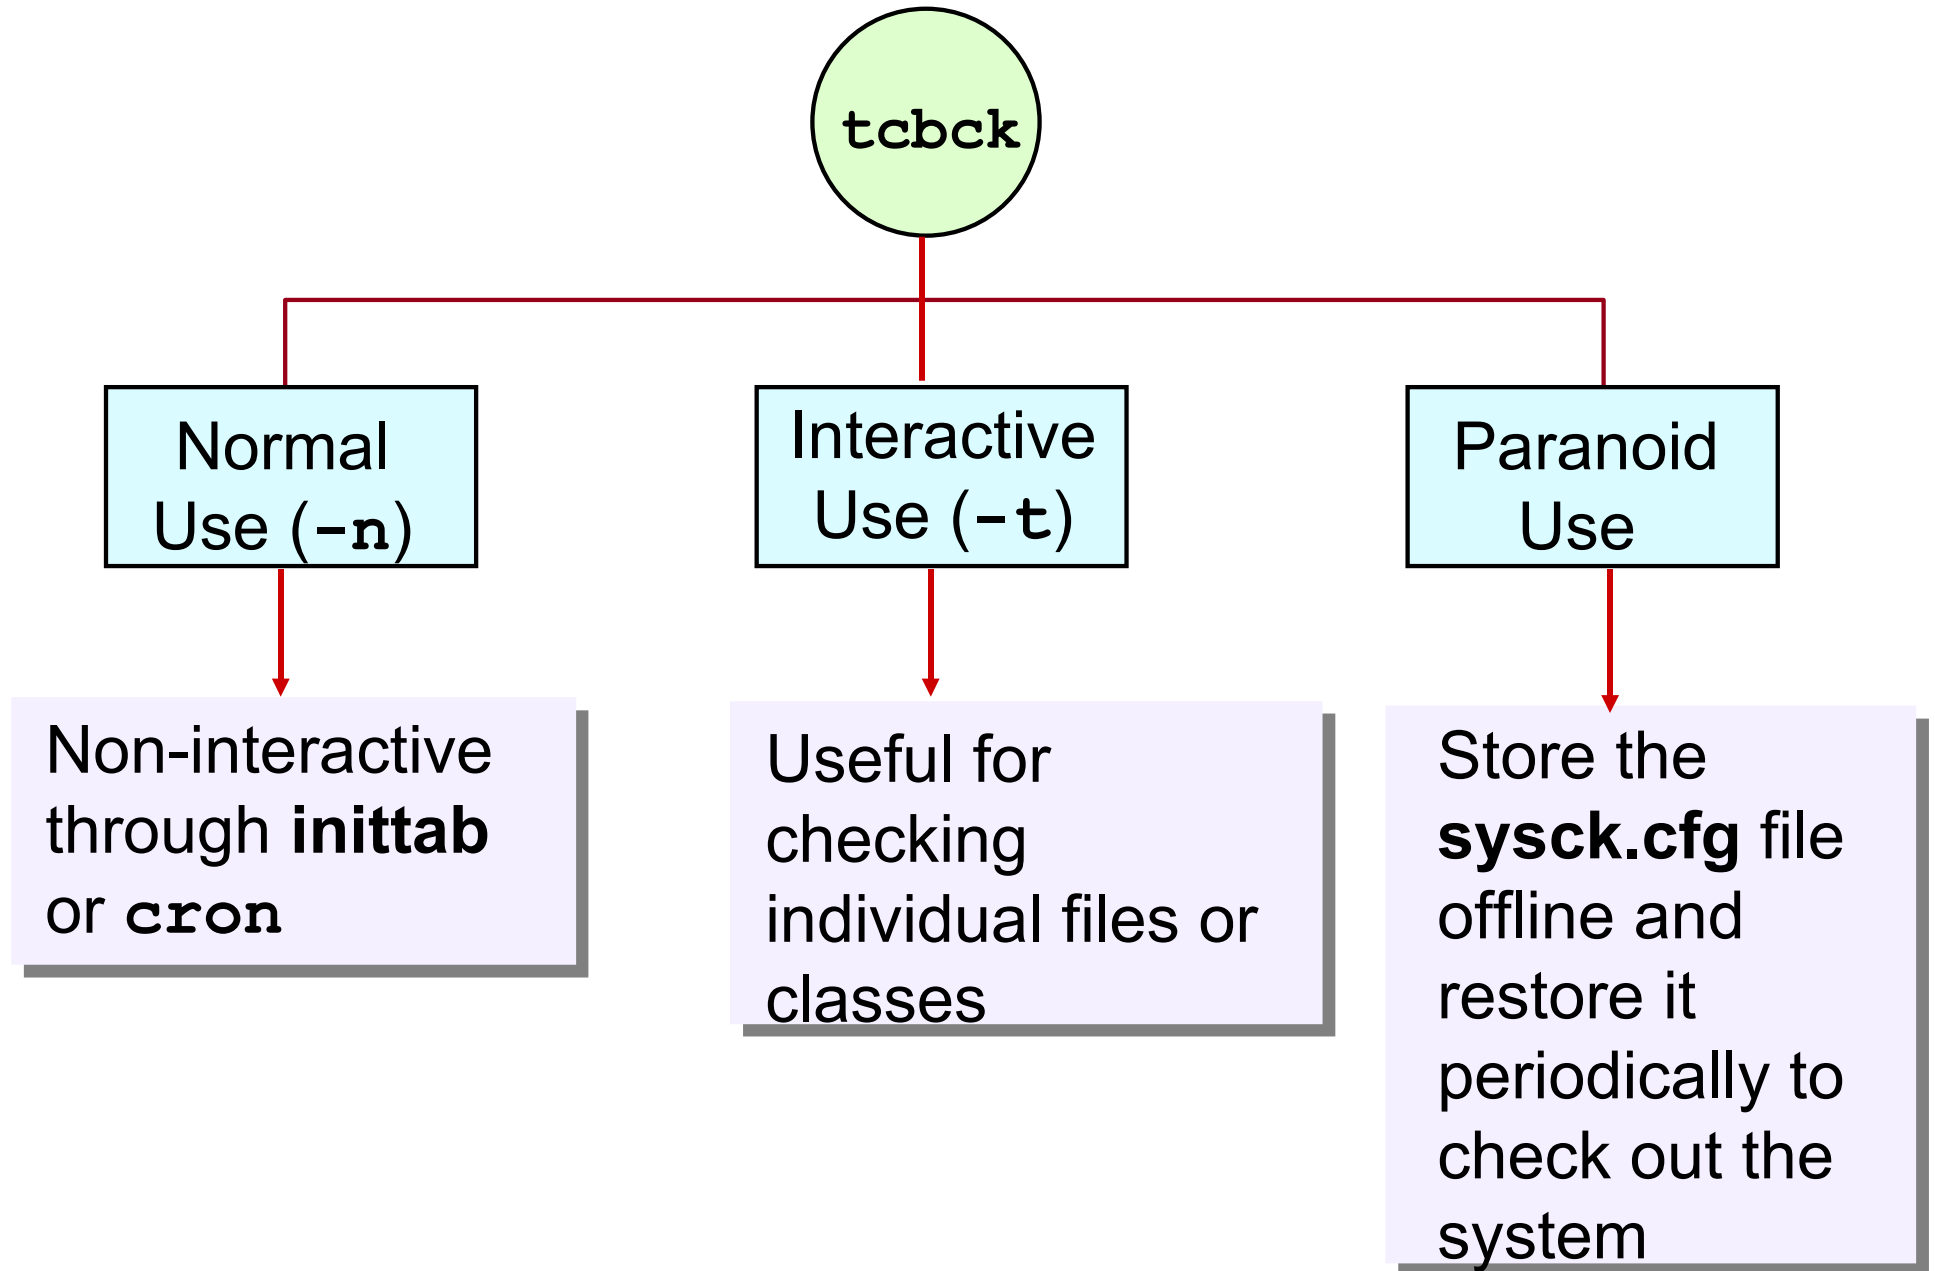 tcbck
Normal
Use (-n)
Interactive
Use (-t)
Paranoid
Use
Non-interactive
through inittab
or cron
Useful for
checking
individual files or
classes
Store the
sysck.cfg file
offline and
restore it
periodically to
check out the
system